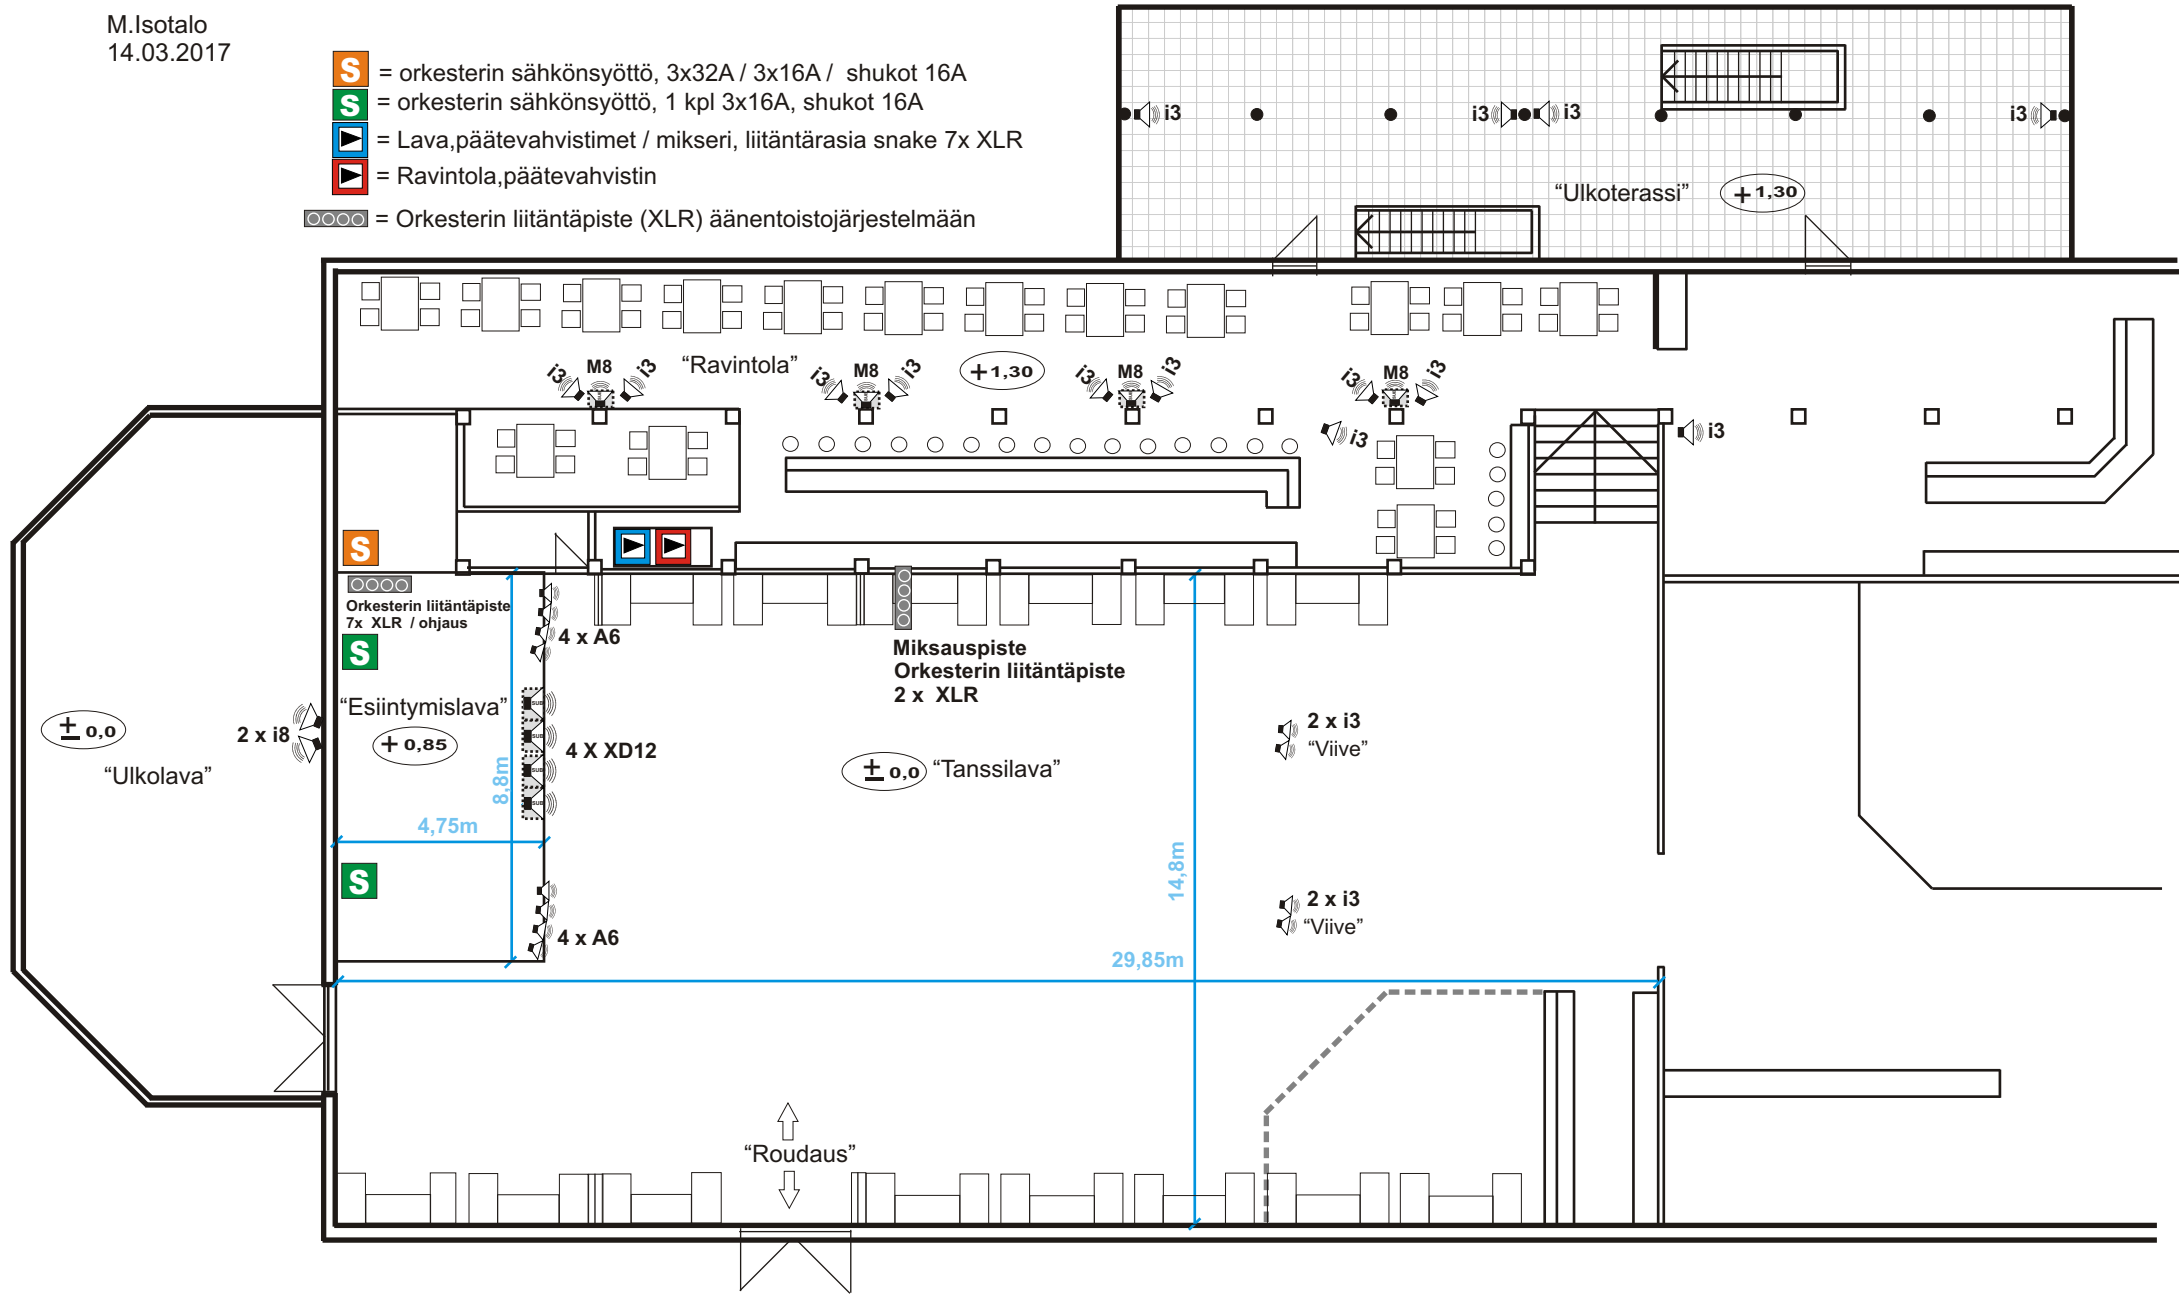 M.Isotalo
14.03.2017
S = orkesterin sähkönsyöttö, 3x32A / 3x16A / shukot 16A
S = orkesterin sähkönsyöttö, 1 kpl 3x16A, shukot 16A
= Lava,päätevahvistimet / mikseri, liitäntärasia snake 7x XLR
= Ravintola,päätevahvistin
= Orkesterin liitäntäpiste (XLR) äänentoistojärjestelmään
i3
i3
i3
i3
“Ulkoterassi”
+1,30
“Ravintola”
+1,30
i3
M8
i3
i3
M8
i3
i3
M8
i3
i3
M8
i3
i3
i3
S
Orkesterin liitäntäpiste
7x XLR / ohjaus
S
4 x A6
Miksauspiste
Orkesterin liitäntäpiste
2 x XLR
“Esiintymislava”
+ 0,85
2 x i8
± 0,0
“Ulkolava”
SUB
SUB
SUB
SUB
4 X XD12
8,8m
4,75m
± 0,0
“Tanssilava”
2 x i3
“Viive”
14,8m
S
4 x A6
2 x i3
“Viive”
29,85m
“Roudaus”